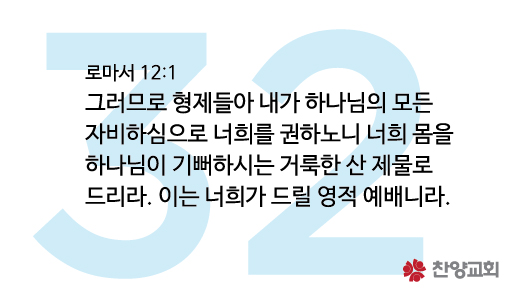 32
로마서 12:1
그러므로 형제들아 내가 하나님의 모든
자비하심으로 너희를 권하노니 너희 몸을
하나님이 기뻐하시는 거룩한 산 제물로
드리라. 이는 너희가 드릴 영적 예배니라.
찬양교회